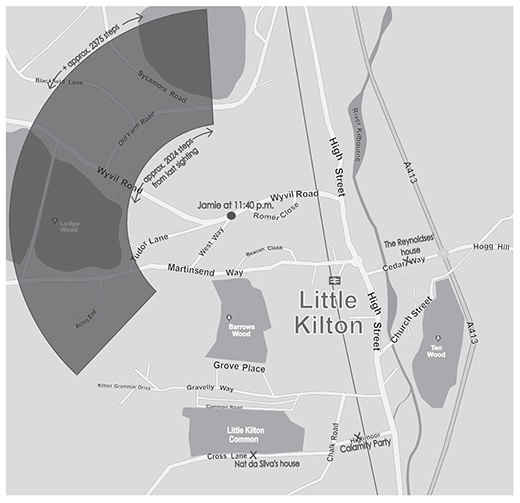 + approx. 2375 steps
Blackfield Lane
Sycamore Road
Old Farm Road
approx. 2024 steps
from last sighting
Wyvil Road
River Kilbourne
High Street
A413
Jamie at 11:40 p.m.
Wyvil Road
Romer Close
Lodge
Wood
Tudor Lane
West Way
Beacon Close
Martinsend Way
The Reynoldses'
house
Cedar Way
Hogg Hill
Little
Kilton
High Street
Church Street
A413
Acres End
Barrows
Wood
Ten
Wood
Grove Place
Kilton Grammar Drive
Gravelly Way
Common Road
Little Kilton
Common
Chalk Road
Highmoor
Calamity Party
Cross Lane
Nat da Silva's house